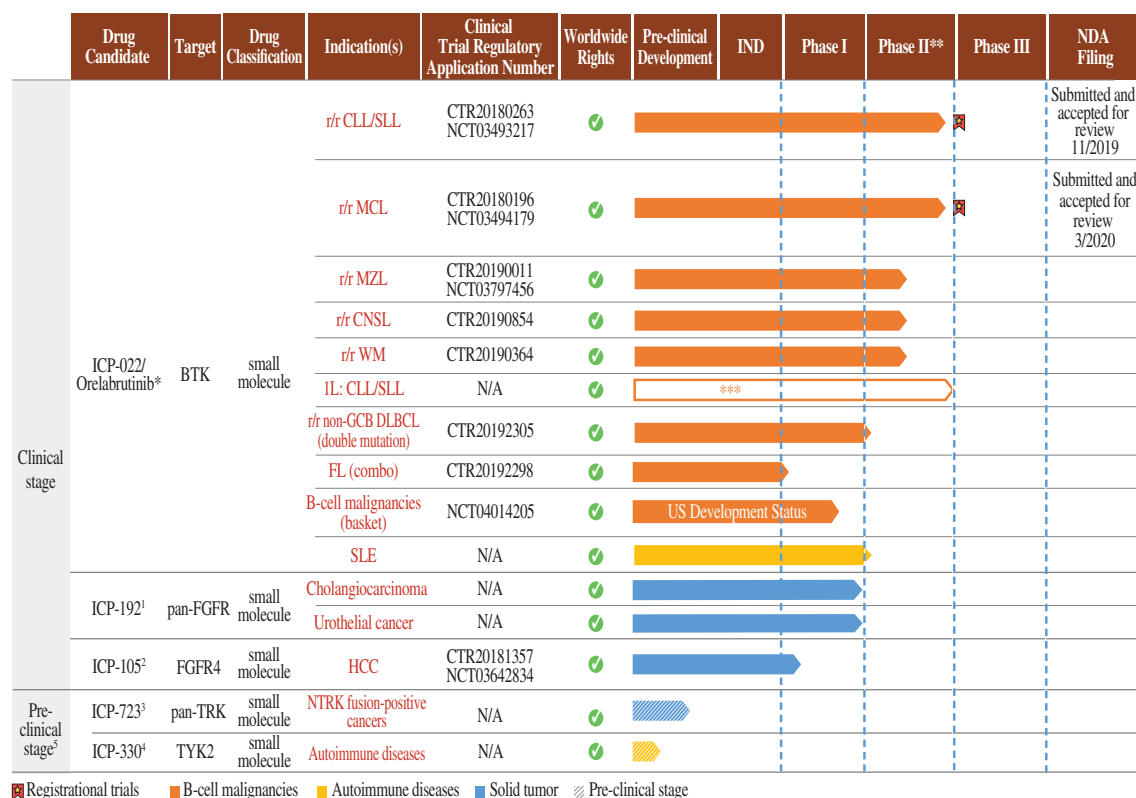 Drug Candidate
Target
Drug Classification
Indication(s)
Clinical Trial Regulatory Application Number
Worldwide Rights
Pre-clinical Development
IND
Phase I
Phase II**
Phase III
NDA Filing
Clinical stage
ICP-022/ Orelabrutinib*
BTK
small molecule
r/r CLL/SLL
CTR20180263
NCT03493217
Submitted and accepted for review 11/2019
r/r MCL
CTR20180196
NCT03494179
Submitted and accepted for review 3/2020
r/r MZL
CTR20190011
NCT03797456
r/r CNSL
CTR20190854
r/r WM
CTR20190364
1L: CLL/SLL
N/A
***
r/r non-GCB DLBCL
(double mutation)
CTR20192305
FL (combo)
CTR20192298
B-cell malignancies
(basket)
NCT04014205
US Development Status
SLE
N/A
ICP-192¹
pan-FGFR
small molecule
Cholangiocarcinoma
N/A
Urothelial cancer
N/A
ICP-105²
FGFR4
small molecule
HCC
CTR20181357
NCT03642834
Pre-clinical stage⁵
ICP-723³
pan-TRK
small molecule
NTRK fusion-positive
cancers
N/A
ICP-330⁴
TYK2
small molecule
Autoimmune diseases
N/A
Registrational trials
B-cell malignancies
Autoimmune diseases
Solid tumor
Pre-clinical stage